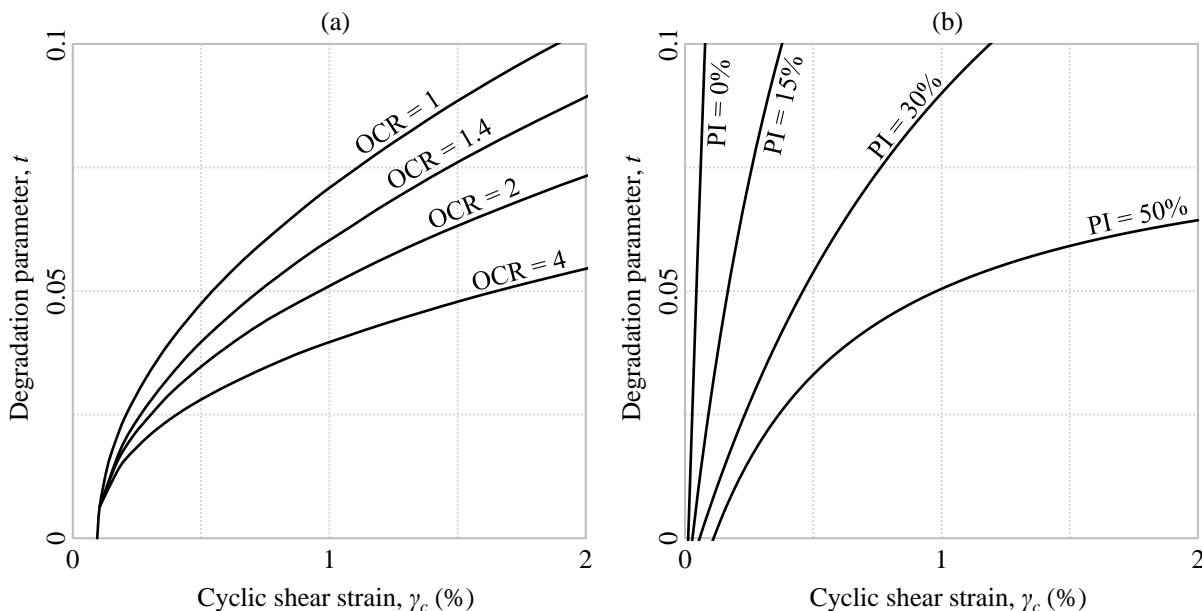 (a)
0.1
0.05
0
Degradation parameter, t
OCR = 1
OCR = 1.4
OCR = 2
OCR = 4
0
1
2
Cyclic shear strain, γc (%)
(b)
0.1
0.05
0
Degradation parameter, t
PI = 0%
PI = 15%
PI = 30%
PI = 50%
0
1
2
Cyclic shear strain, γc (%)